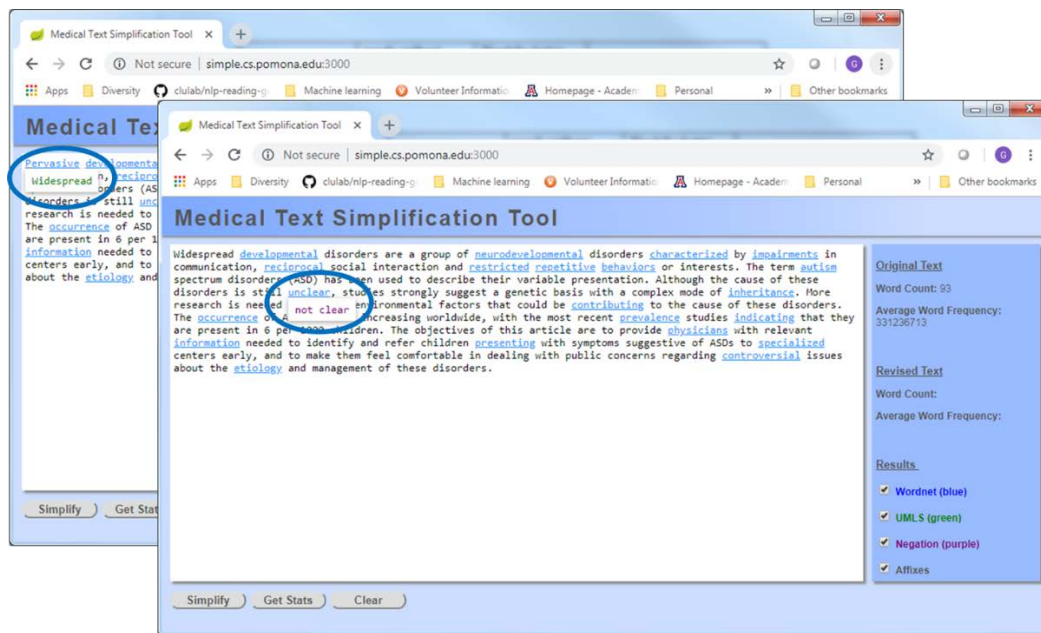 Medical Text Simplification Tool
Not secure | simple.cs.pomona.edu:3000
Apps Diversity clulab/nlp-reading-g Machine learning Volunteer Informatio Homepage - Academ Personal » Other bookmarks
Medical Te
Pervasive developmenta
Widespread n, recipro
ders (AS
disorders is still unc
research is needed to
The occurrence of ASD
are present in 6 per 1
information needed to
centers early, and to
about the etiology and
Simplify Get Stat
Medical Text Simplification Tool
Not secure | simple.cs.pomona.edu:3000
Apps Diversity clulab/nlp-reading-g Machine learning Volunteer Informatio Homepage - Academ Personal » Other bookmarks
Medical Text Simplification Tool
Widespread developmental disorders are a group of neurodevelopmental disorders characterized by impairments in
communication, reciprocal social interaction and restricted repetitive behaviors or interests. The term autism
spectrum disorders (ASD) has been used to describe their variable presentation. Although the cause of these
disorders is still unclear, studies strongly suggest a genetic basis with a complex mode of inheritance. More
research is needed environmental factors that could be contributing to the cause of these disorders.
not clear
The occurrence of A increasing worldwide, with the most recent prevalence studies indicating that they
are present in 6 per 1000 children. The objectives of this article are to provide physicians with relevant
information needed to identify and refer children presenting with symptoms suggestive of ASDs to specialized
centers early, and to make them feel comfortable in dealing with public concerns regarding controversial issues
about the etiology and management of these disorders.
Original Text
Word Count: 93
Average Word Frequency:
331236713
Revised Text
Word Count:
Average Word Frequency:
Results
Wordnet (blue)
UMLS (green)
Negation (purple)
Affixes
Simplify Get Stats Clear